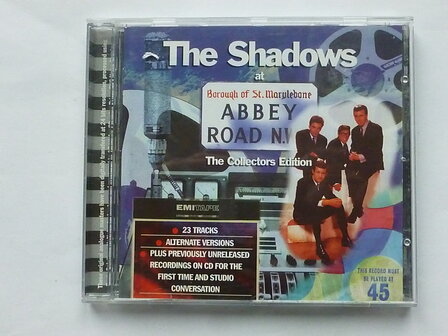 The Shadows
at
Borough of St. Marylebone
ABBEY
ROAD N.W
The Collectors Edition
EMITAPE
23 TRACKS
ALTERNATE VERSIONS
PLUS PREVIOUSLY UNRELEASED
RECORDINGS ON CD FOR THE
FIRST TIME AND STUDIO
CONVERSATION
THIS RECORD MUST
BE PLAYED AT
45